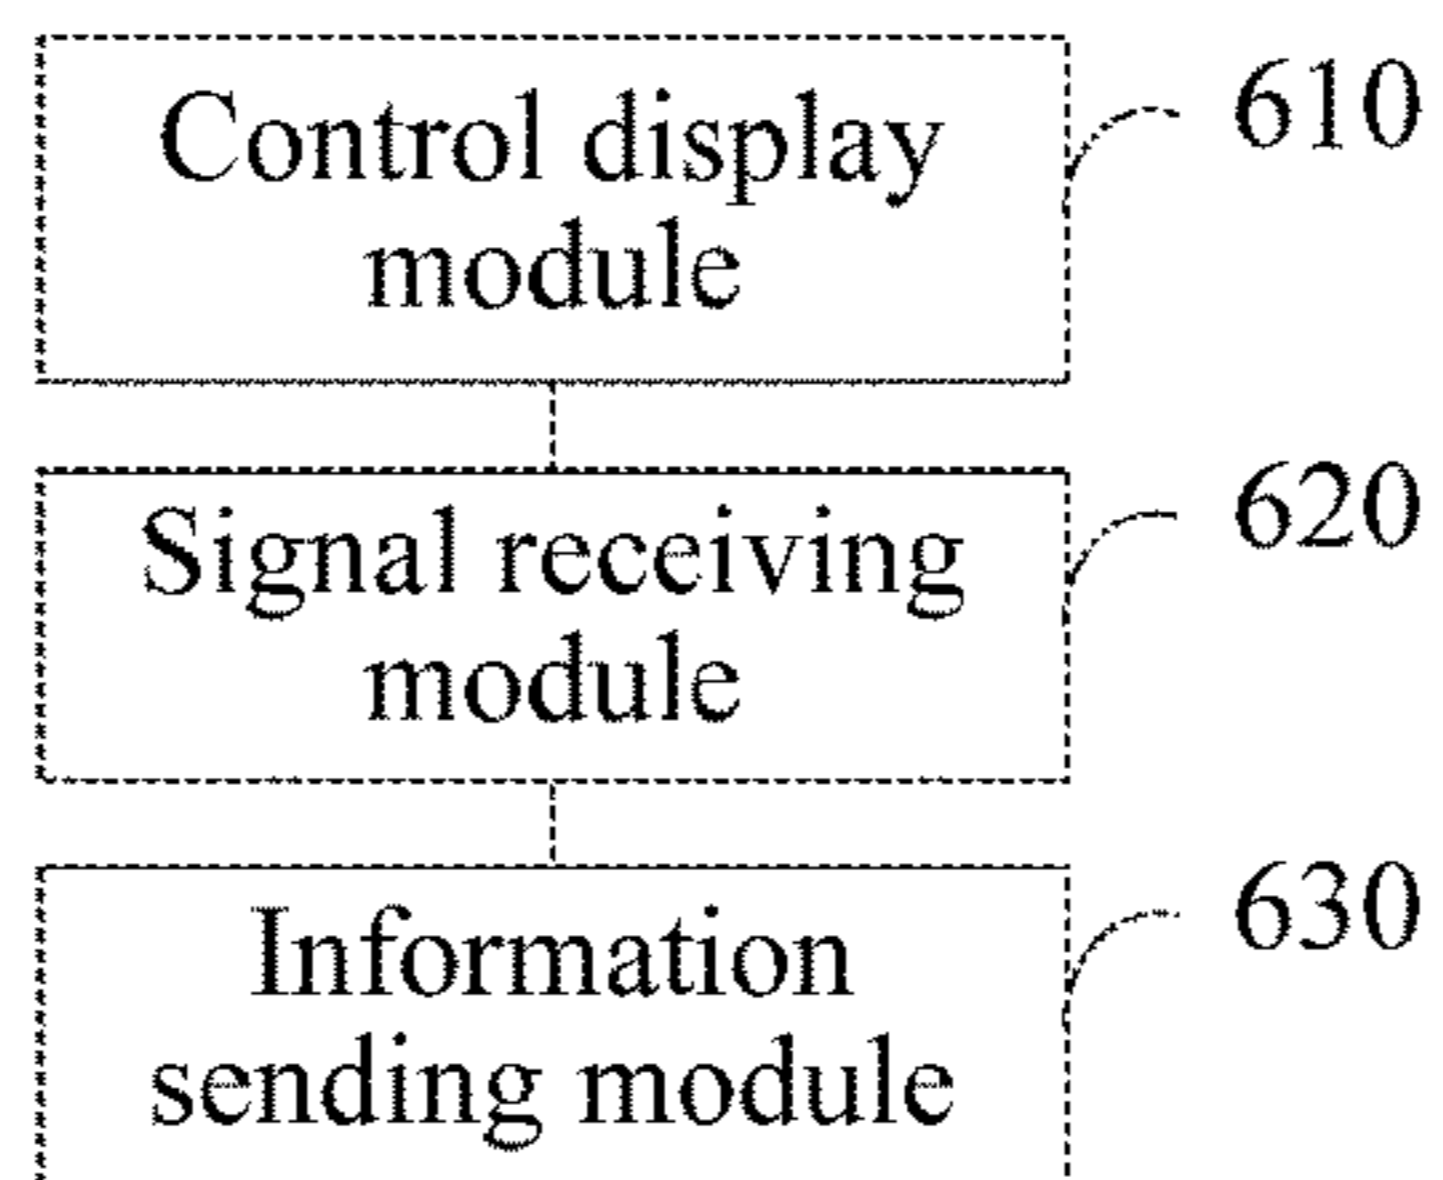 Control display
module
610
Signal receiving
module
620
Information
sending module
630